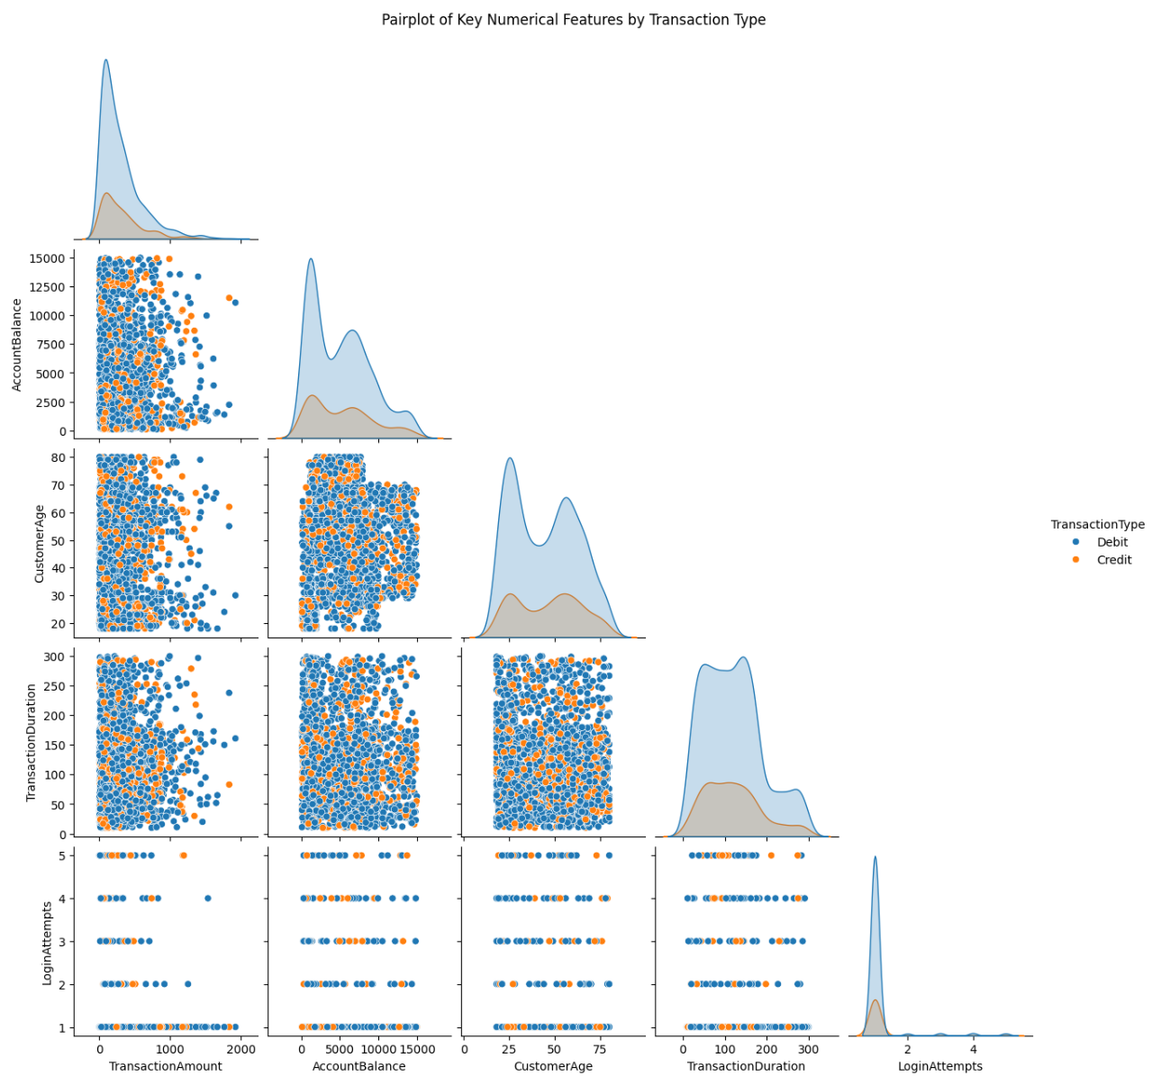 Pairplot of Key Numerical Features by Transaction Type
AccountBalance
15000
12500
10000
7500
5000
2500
0
CustomerAge
80
70
60
50
40
30
20
TransactionType
Debit
Credit
TransactionDuration
300
250
200
150
100
50
0
LoginAttempts
5
4
3
2
1
0 1000 2000
0 5000 10000 15000
0 25 50 75
0 100 200 300
2 4
TransactionAmount
AccountBalance
CustomerAge
TransactionDuration
LoginAttempts